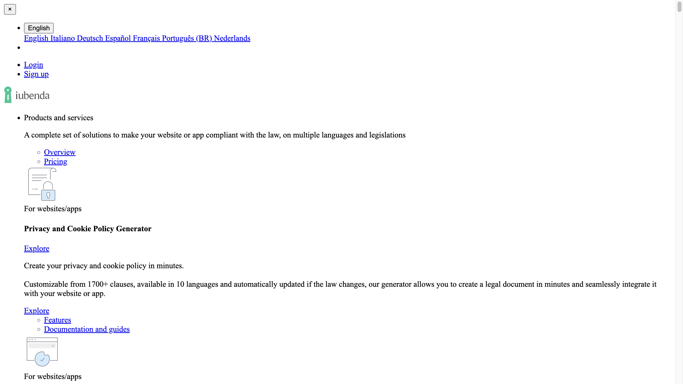 ×
English
English Italiano Deutsch Español Français Português (BR) Nederlands
Login
Sign up
iubenda
Products and services
A complete set of solutions to make your website or app compliant with the law, on multiple languages and legislations
Overview
Pricing
For websites/apps
Privacy and Cookie Policy Generator
Explore
Create your privacy and cookie policy in minutes.
Customizable from 1700+ clauses, available in 10 languages and automatically updated if the law changes, our generator allows you to create a legal document in minutes and seamlessly integrate it
with your website or app.
Explore
Features
Documentation and guides
For websites/apps